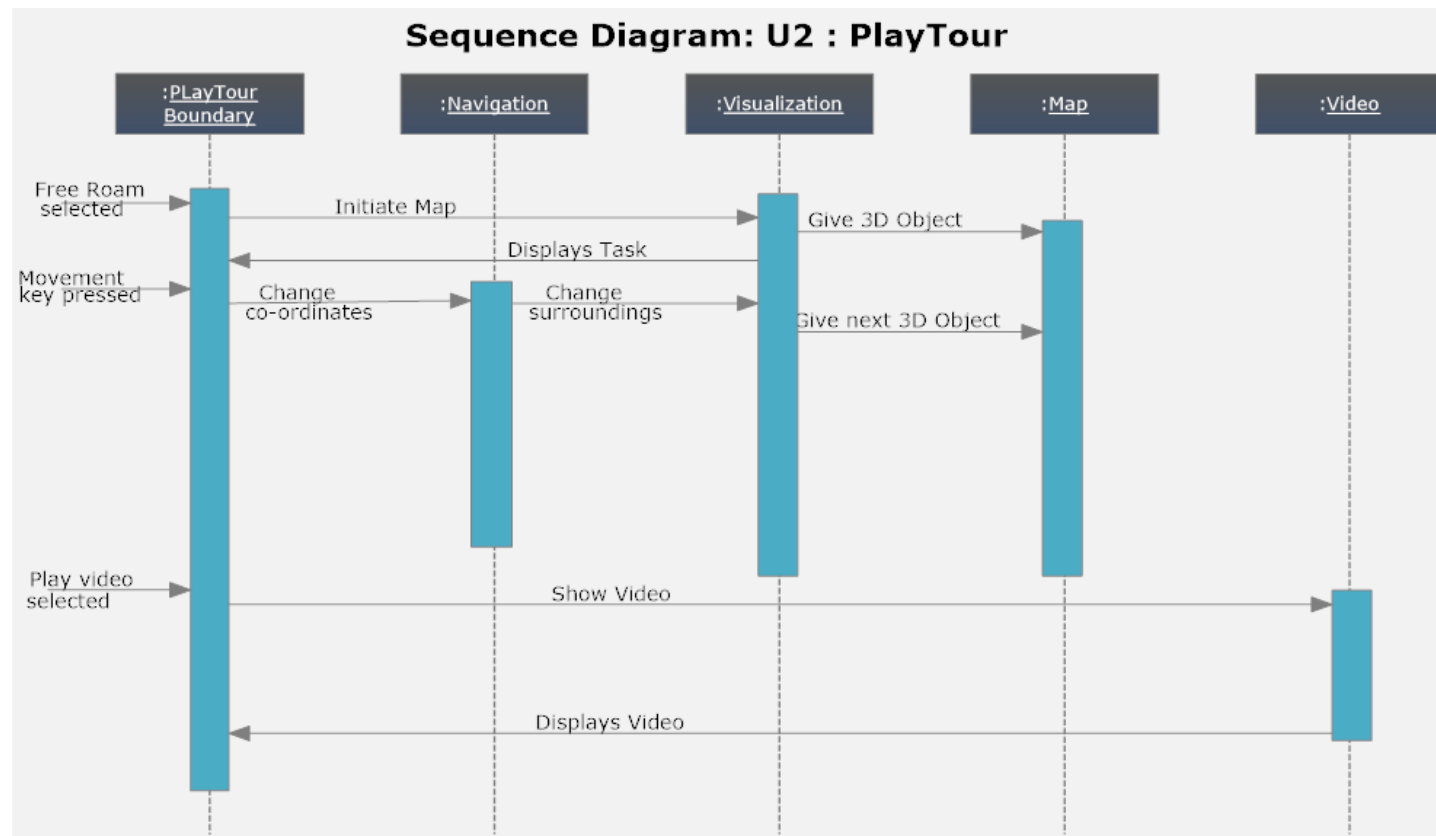 Sequence Diagram: U2 : PlayTour
:PLayTour
Boundary
:Navigation
:Visualization
:Map
:Video
Free Roam
selected
Initiate Map
Give 3D Object
Displays Task
Movement
key pressed
Change
co-ordinates
Change
surroundings
Give next 3D Object
Play video
selected
Show Video
Displays Video